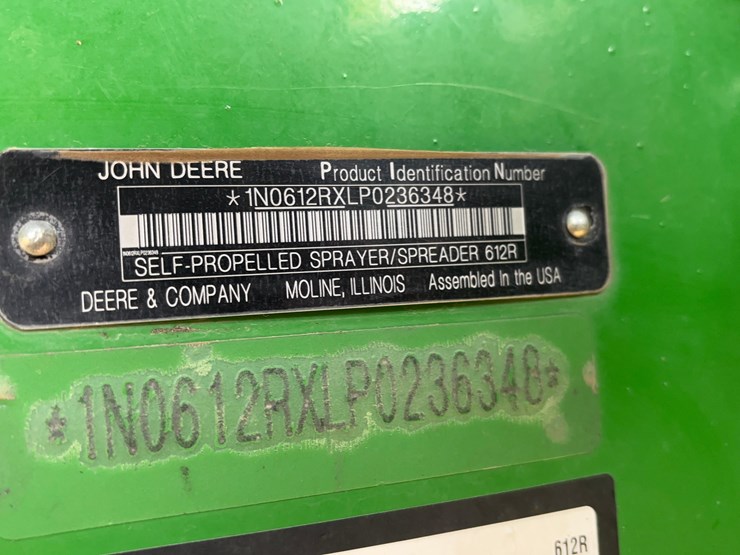 JOHN DEERE Product Identification Number
*1N0612RXLP0236348*
SELF-PROPELLED SPRAYER/SPREADER 612R
DEERE & COMPANY MOLINE, ILLINOIS Assembled in the USA
*1N0612RXLP0236348*
612R